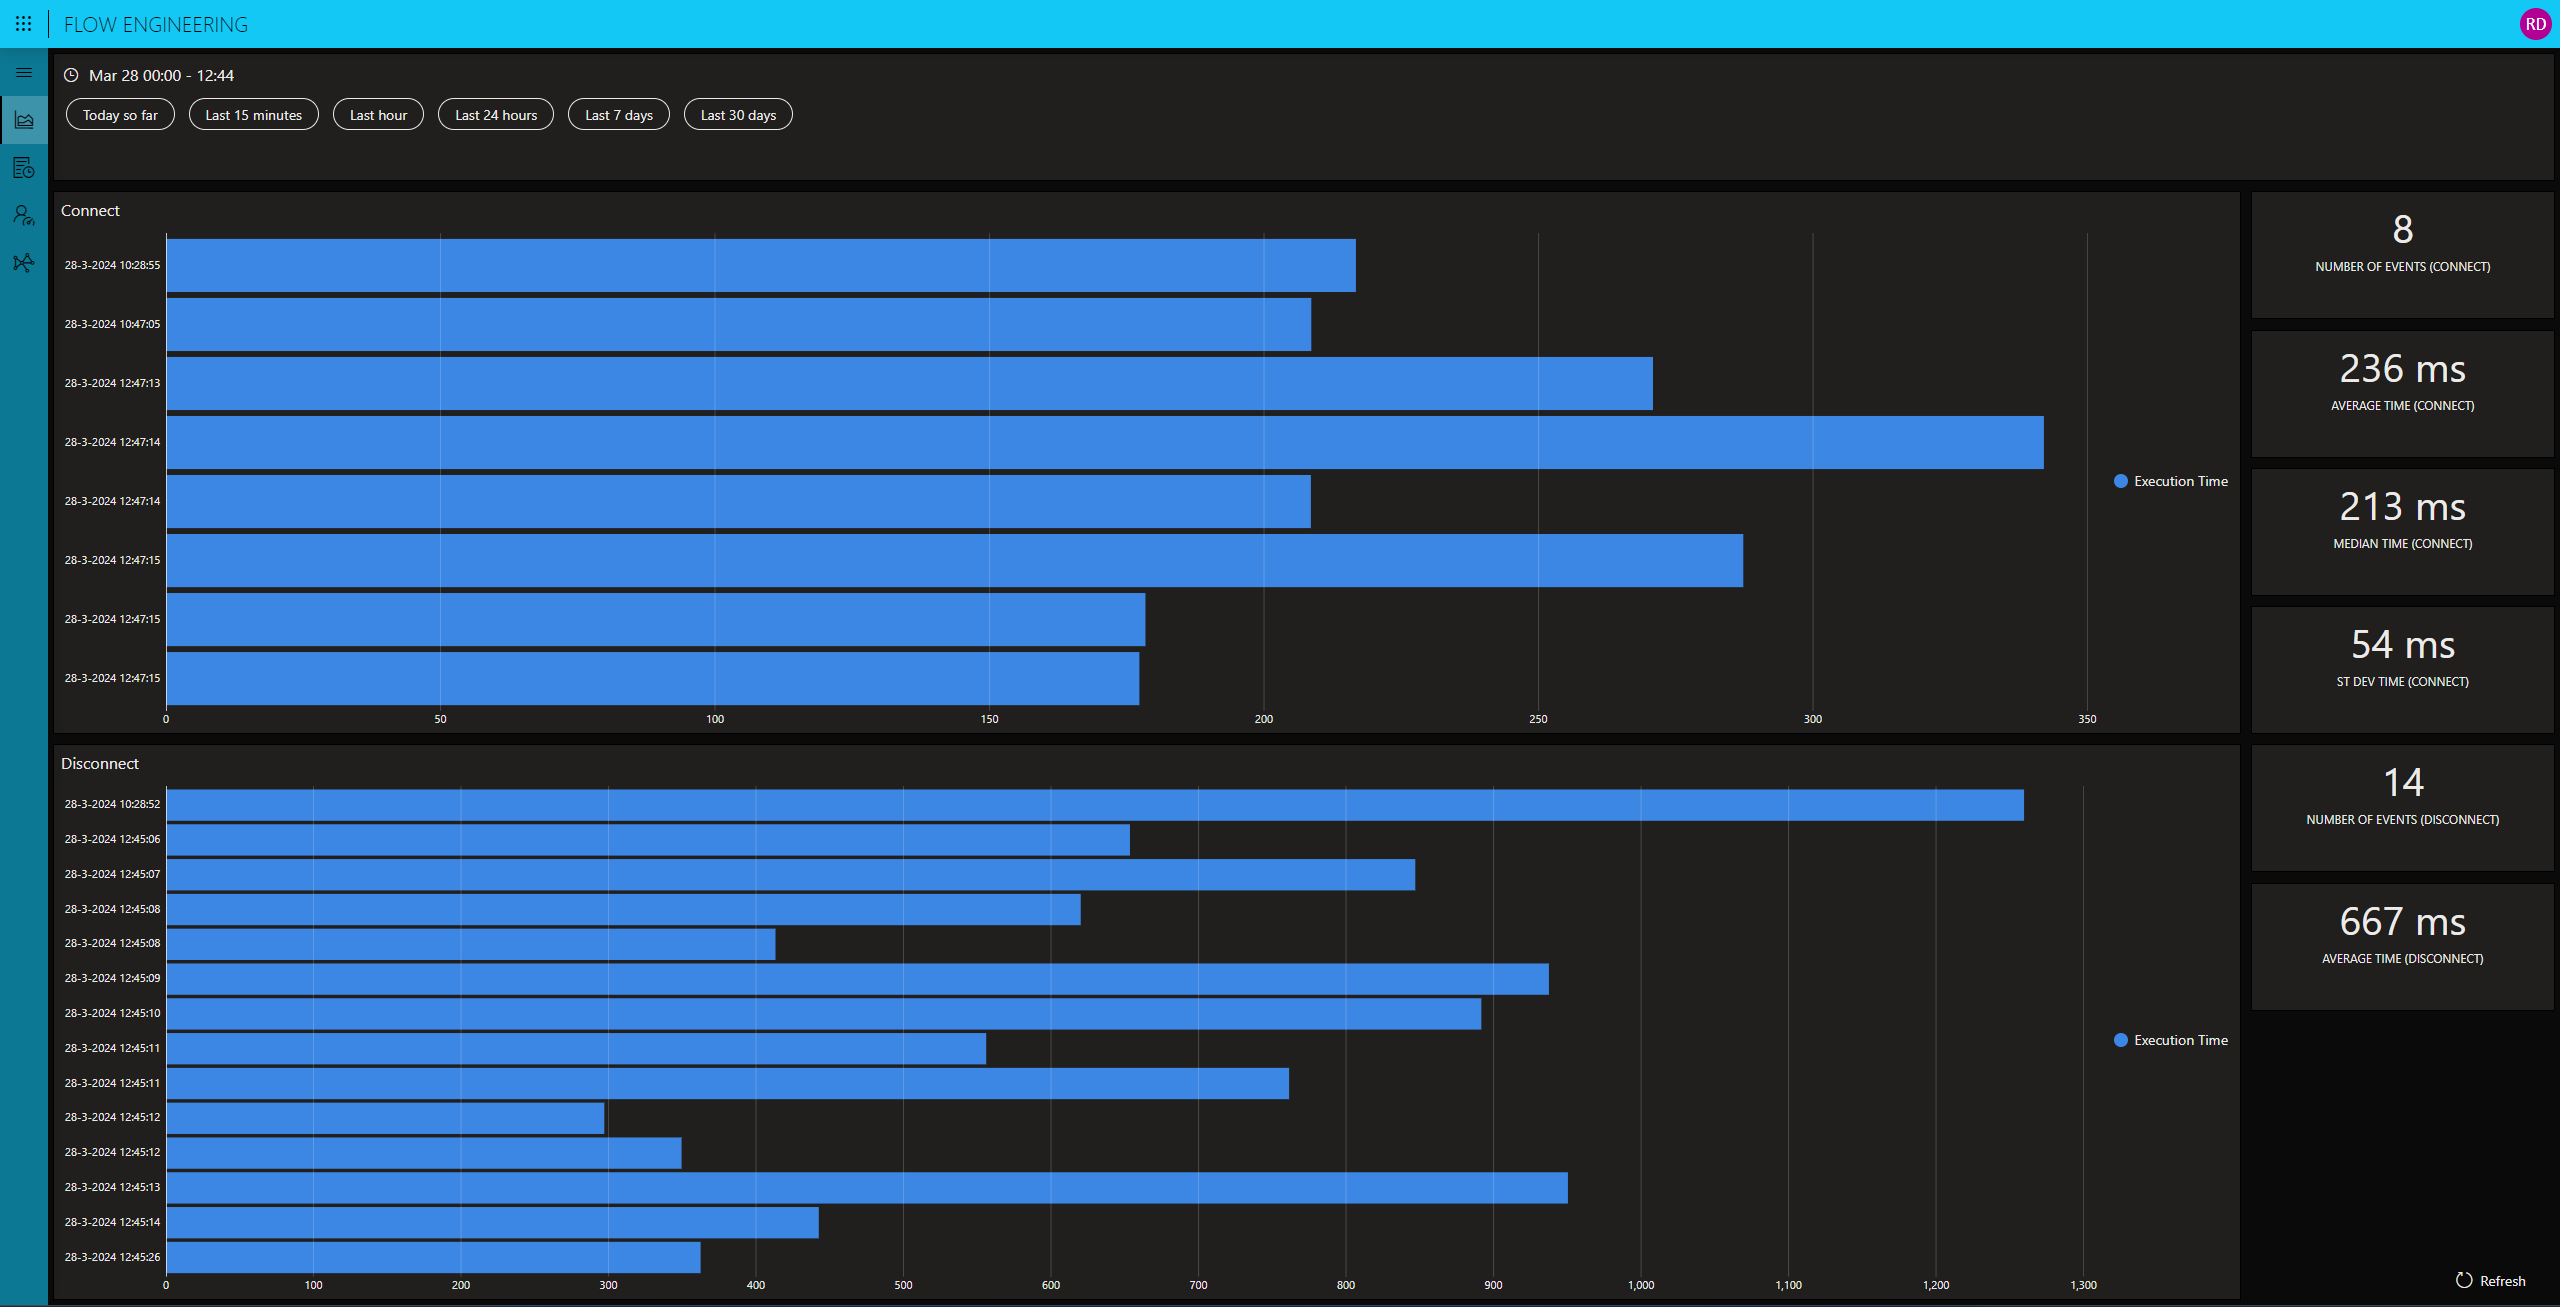 FLOW ENGINEERING
RD
Mar 28 00:00 - 12:44
Today so far
Last 15 minutes
Last hour
Last 24 hours
Last 7 days
Last 30 days
Connect
28-3-2024 10:28:55
28-3-2024 10:47:05
28-3-2024 12:47:13
28-3-2024 12:47:14
28-3-2024 12:47:14
28-3-2024 12:47:15
28-3-2024 12:47:15
28-3-2024 12:47:15
0 50 100 150 200 250 300 350
Execution Time
8
NUMBER OF EVENTS (CONNECT)
236 ms
AVERAGE TIME (CONNECT)
213 ms
MEDIAN TIME (CONNECT)
54 ms
ST DEV TIME (CONNECT)
Disconnect
28-3-2024 10:28:52
28-3-2024 12:45:06
28-3-2024 12:45:07
28-3-2024 12:45:08
28-3-2024 12:45:08
28-3-2024 12:45:09
28-3-2024 12:45:10
28-3-2024 12:45:11
28-3-2024 12:45:11
28-3-2024 12:45:12
28-3-2024 12:45:12
28-3-2024 12:45:13
28-3-2024 12:45:14
28-3-2024 12:45:26
0 100 200 300 400 500 600 700 800 900 1,000 1,100 1,200 1,300
Execution Time
14
NUMBER OF EVENTS (DISCONNECT)
667 ms
AVERAGE TIME (DISCONNECT)
Refresh